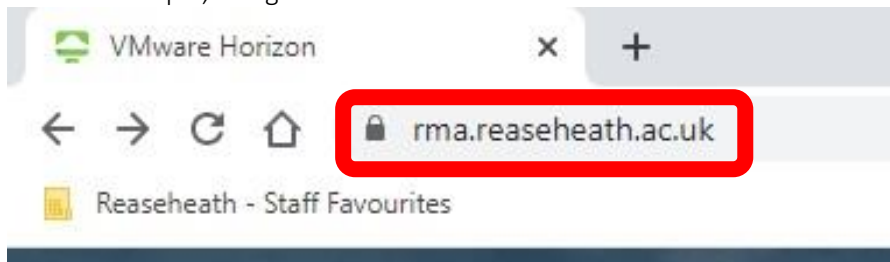 VMware Horizon
rma.reaseheath.ac.uk
Reaseheath - Staff Favourites